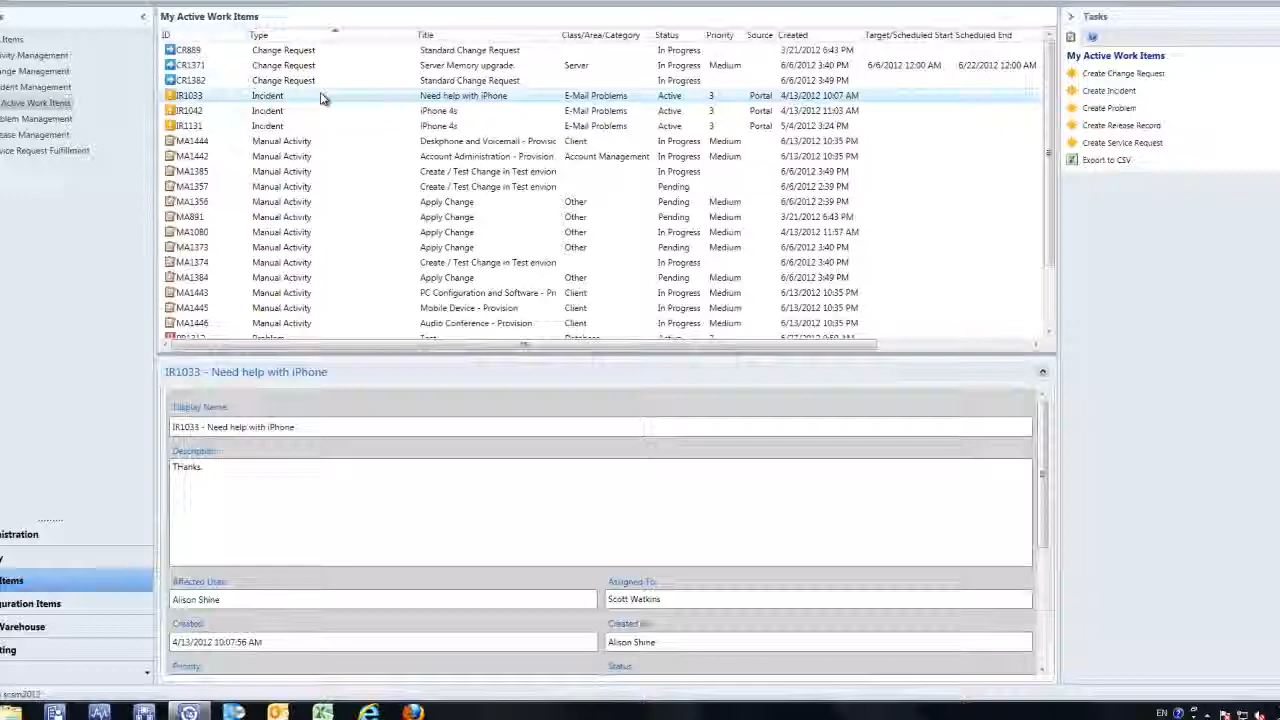 My Active Work Items
ID Type Title Class/Area/Category Status Priority Source Created Target/Scheduled Start Scheduled End
CR889 Change Request Standard Change Request In Progress 3/21/2012 6:43 PM
CR1371 Change Request Server Memory upgrade. Server In Progress Medium 6/6/2012 3:40 PM 6/6/2012 12:00 AM 6/22/2012 12:00 AM
CR1382 Change Request Standard Change Request In Progress 6/6/2012 3:49 PM
IR1033 Incident Need help with iPhone E-Mail Problems Active 3 Portal 4/13/2012 10:07 AM
IR1042 Incident iPhone 4s E-Mail Problems Active 3 Portal 4/13/2012 11:03 AM
IR1131 Incident iPhone 4s E-Mail Problems Active 3 Portal 5/4/2012 3:24 PM
MA1444 Manual Activity Deskphone and Voicemail - Provisic Client In Progress Medium 6/13/2012 10:35 PM
MA1442 Manual Activity Account Administration - Provision Account Management In Progress Medium 6/13/2012 10:35 PM
MA1385 Manual Activity Create / Test Change in Test environ In Progress 6/6/2012 3:49 PM
MA1357 Manual Activity Create / Test Change in Test environ Pending 6/6/2012 2:39 PM
MA1356 Manual Activity Apply Change Other Pending Medium 6/6/2012 2:39 PM
MA891 Manual Activity Apply Change Other Pending 3/21/2012 6:43 PM
MA1080 Manual Activity Apply Change Other In Progress Medium 4/13/2012 11:57 AM
MA1373 Manual Activity Apply Change Other Pending Medium 6/6/2012 3:40 PM
MA1374 Manual Activity Create / Test Change in Test environ In Progress 6/6/2012 3:40 PM
MA1384 Manual Activity Apply Change Other Pending Medium 6/6/2012 3:49 PM
MA1443 Manual Activity PC Configuration and Software - Pr Client In Progress Medium 6/13/2012 10:35 PM
MA1445 Manual Activity Mobile Device - Provision Client In Progress Medium 6/13/2012 10:35 PM
MA1446 Manual Activity Audio Conference - Provision Client In Progress Medium 6/13/2012 10:35 PM
Items
ivity Management
ange Management
ident Management
Active Work Items
blem Management
ease Management
vice Request Fulfillment
nistration
y
Items
guration Items
Warehouse
ting
IR1033 - Need help with iPhone
Display Name:
IR1033 - Need help with iPhone
Description:
THanks.
Affected User: Assigned To:
Alison Shine Scott Watkins
Created: Created
4/13/2012 10:07:56 AM Alison Shine
Priority: Status:
Tasks
My Active Work Items
Create Change Request
Create Incident
Create Problem
Create Release Record
Create Service Request
Export to CSV
scsm2012
EN